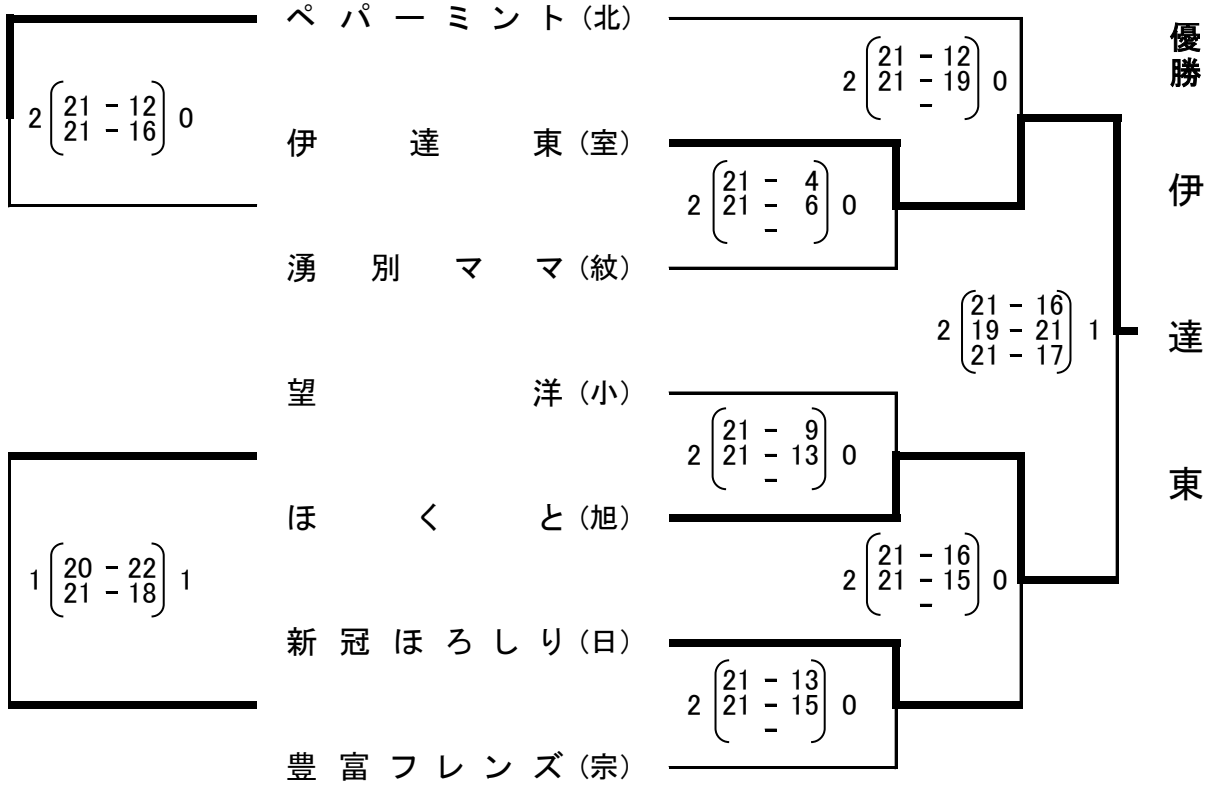 ペパーミント（北）
伊達東（室）
湧別ママ（紋）
望洋（小）
ほくと（旭）
新冠ほろしり（日）
豊富フレンズ（宗）
2 21 - 12 0
21 - 16
1 20 - 22 1
21 - 18
2 21 - 4 0
21 - 6
-
2 21 - 9 0
21 - 13
-
2 21 - 13 0
21 - 15
-
2 21 - 12 0
21 - 19
-
2 21 - 16 0
21 - 15
-
2 21 - 16 1
19 - 21
21 - 17
優勝
伊達東